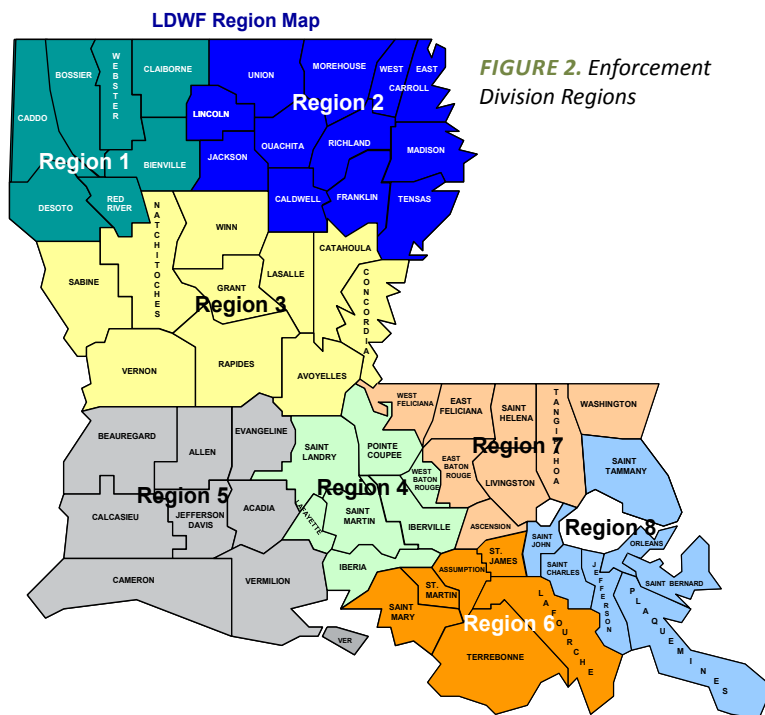 LDWF Region Map
FIGURE 2. Enforcement
Division Regions
WEBSTER
CLAIBORNE
BOSSIER
UNION
MOREHOUSE
WEST
EAST
CARROLL
CADDO
LINCOLN
Region 2
Region 1
BIENVILLE
JACKSON
OUACHITA
RICHLAND
MADISON
DESOTO
RED
RIVER
CALDWELL
FRANKLIN
TENSAS
NATCHITOCHES
WINN
CATAHOULA
SABINE
LASALLE
CONCORDIA
GRANT
Region 3
VERNON
RAPIDES
AVOYELLES
WEST FELICIANA
EAST
FELICIANA
SAINT
HELENA
TANGIPAHOA
WASHINGTON
BEAUREGARD
ALLEN
EVANGELINE
SAINT
LANDRY
POINTE
COUPEE
Region 7
SAINT
TAMMANY
EAST BATON
ROUGE
WEST BATON
ROUGE
LIVINGSTON
Region 5
Region 4
CALCASIEU
JEFFERSON
DAVIS
ACADIA
LAFAYETTE
SAINT
MARTIN
IBERVILLE
ASCENSION
Region 8
SAINT
JOHN
ORLEANS
CAMERON
VERMILION
IBERIA
ASSUMPTION
ST.
JAMES
SAINT
CHARLES
JEFFERSON
SAINT BERNARD
PLAQUEMINES
ST.
MARTIN
SAINT
MARY
LAFOURCHE
Region 6
VER
TERREBONNE